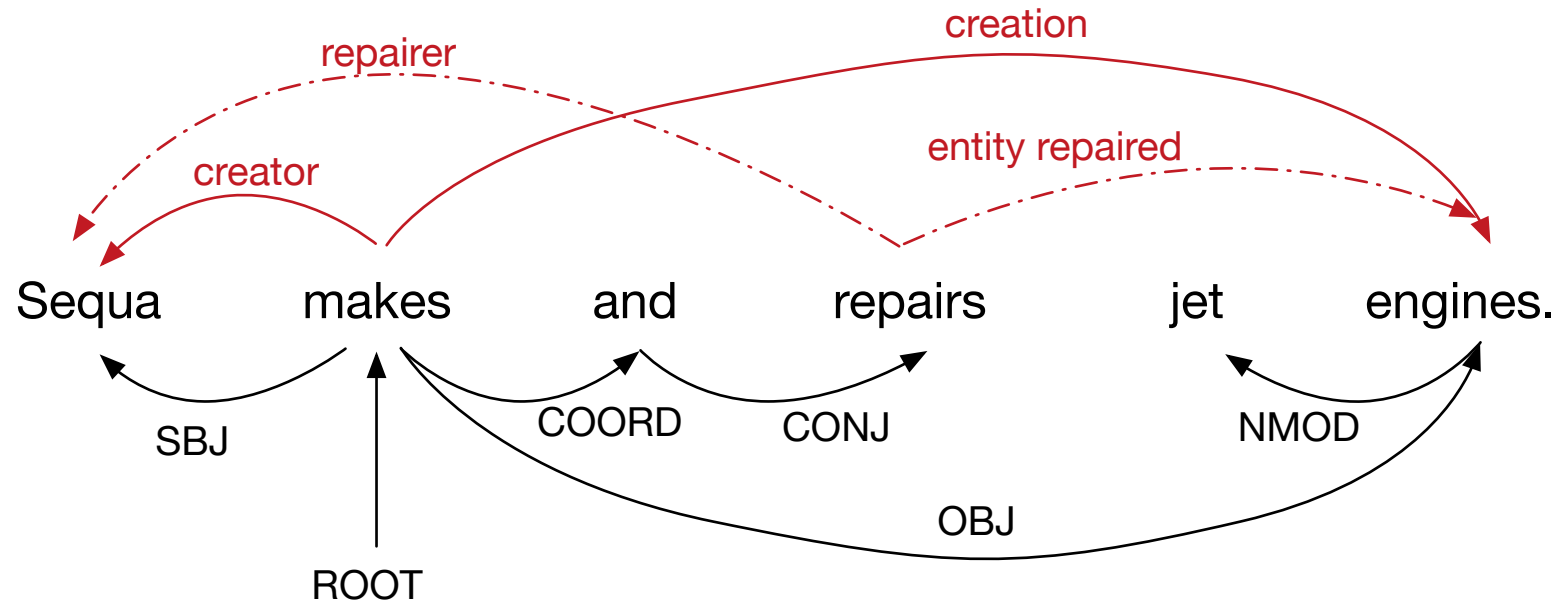 creation
repairer
entity repaired
creator
Sequa makes and repairs jet engines.
SBJ
COORD
CONJ
NMOD
OBJ
ROOT